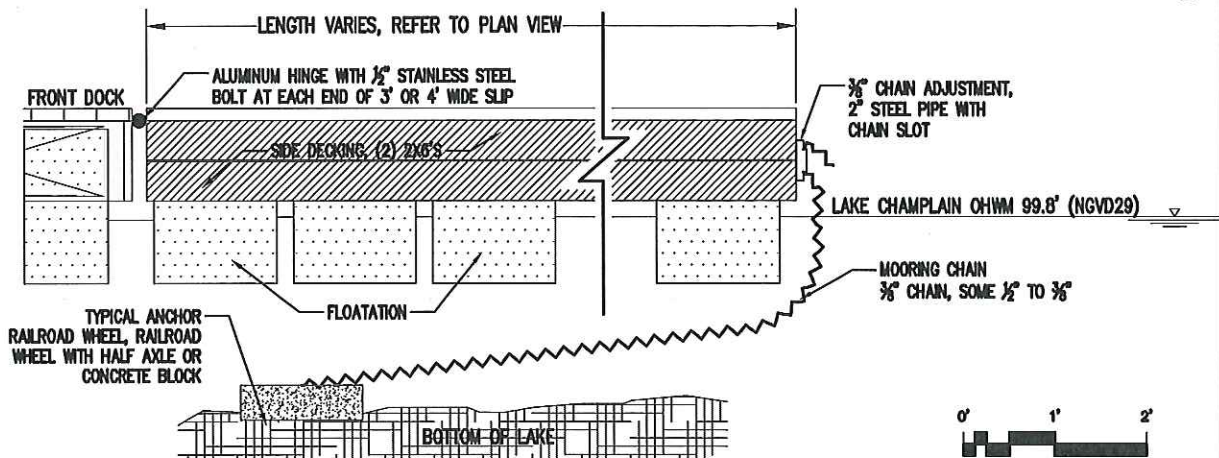 LENGTH VARIES, REFER TO PLAN VIEW
ALUMINUM HINGE WITH ½" STAINLESS STEEL
BOLT AT EACH END OF 3' OR 4' WIDE SLIP
FRONT DOCK
⅜" CHAIN ADJUSTMENT,
2" STEEL PIPE WITH
CHAIN SLOT
SIDE DECKING, (2) 2X6'S
LAKE CHAMPLAIN OHWM 99.8' (NGVD29)
MOORING CHAIN
⅜" CHAIN, SOME ½" TO ⅜"
FLOATATION
TYPICAL ANCHOR
RAILROAD WHEEL, RAILROAD
WHEEL WITH HALF AXLE OR
CONCRETE BLOCK
BOTTOM OF LAKE
0' 1' 2'